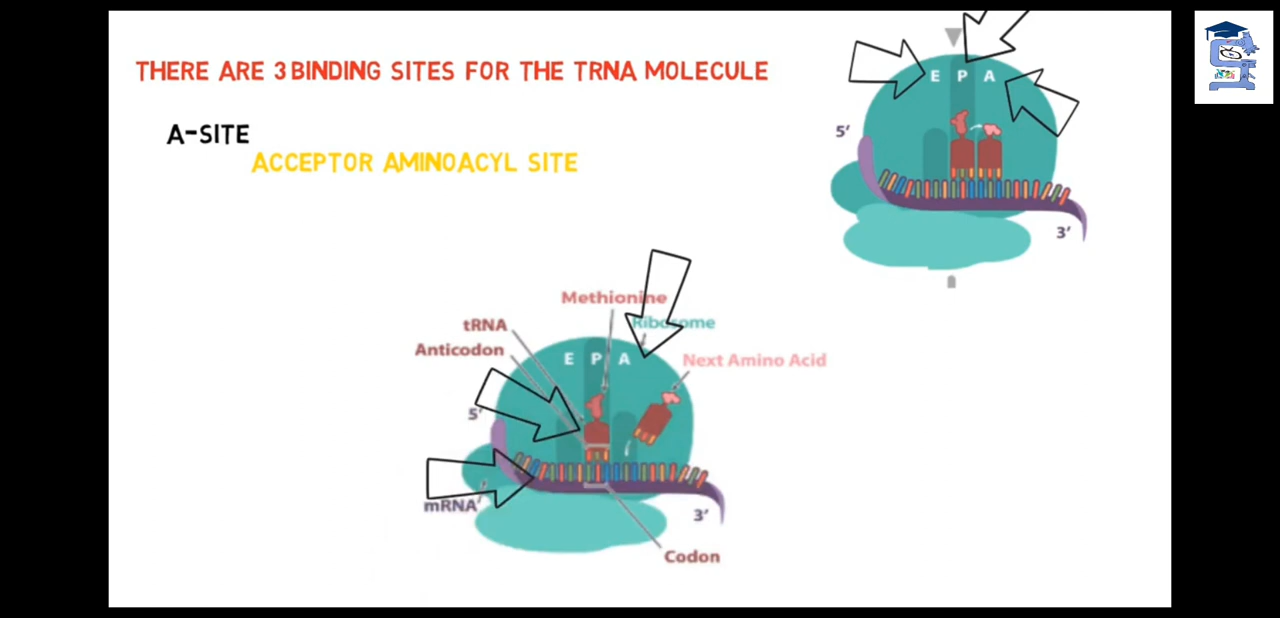 THERE ARE 3 BINDING SITES FOR THE TRNA MOLECULE
A-SITE
ACCEPTOR AMINOACYL SITE
E P A
5'
3'
Methionine
tRNA
Ribosome
Anticodon
E P A
Next Amino Acid
5'
mRNA
3'
Codon